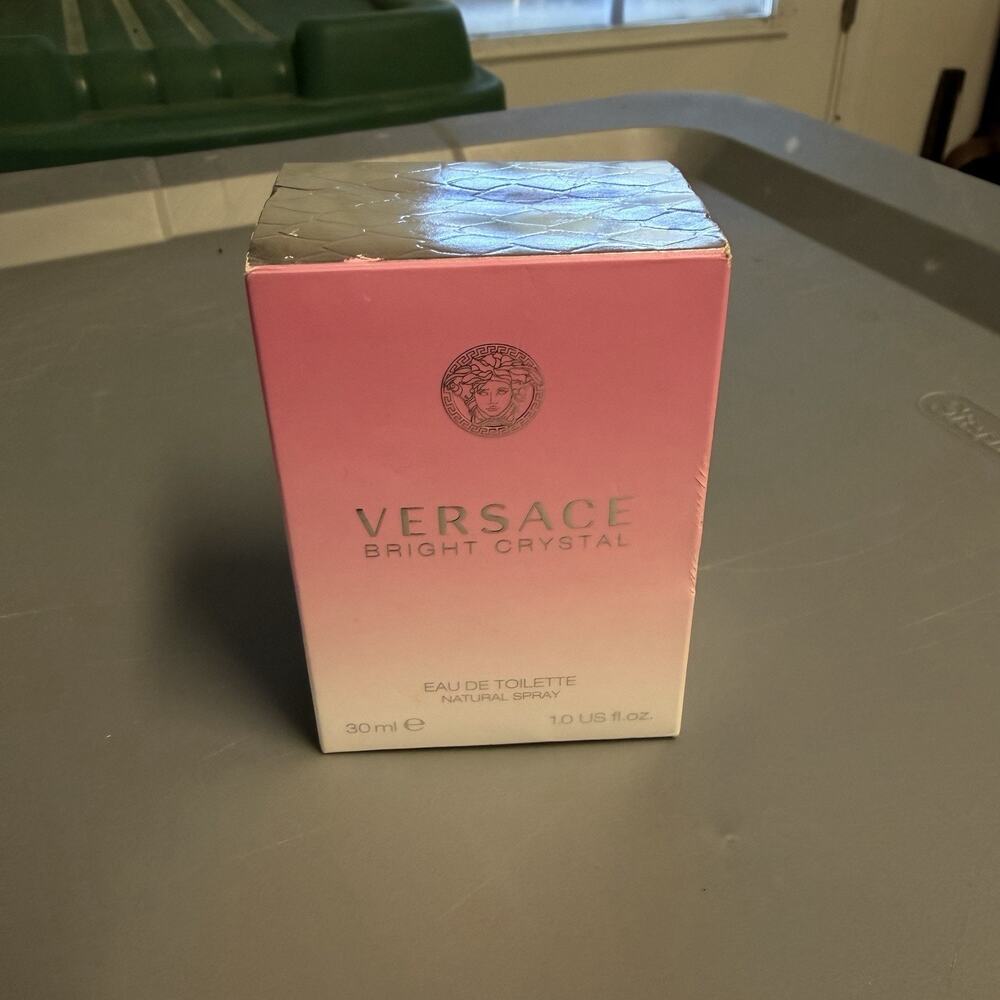 VERSACE
BRIGHT CRYSTAL
EAU DE TOILETTE
NATURAL SPRAY
30 ml ℮
1.0 US fl.oz.